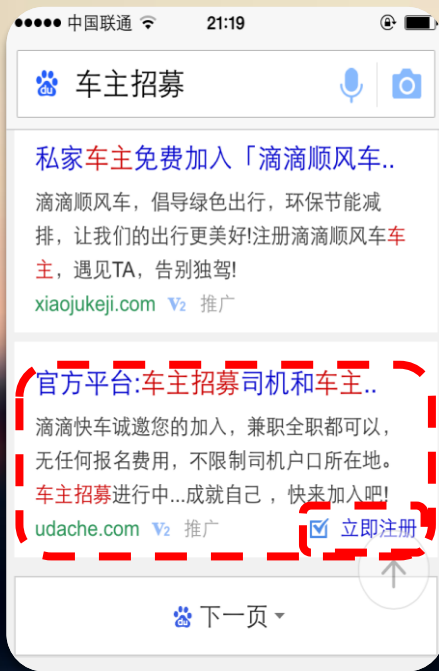 中国联通 21:19
车主招募
私家车主免费加入「滴滴顺风车..
滴滴顺风车，倡导绿色出行，环保节能减
排，让我们的出行更美好!注册滴滴顺风车车
主，遇见TA，告别独驾!
xiaojukeji.com V2 推广
官方平台:车主招募司机和车主..
滴滴快车诚邀您的加入，兼职全职都可以，
无任何报名费用，不限制司机户口所在地。
车主招募进行中...成就自己 ，快来加入吧!
udache.com V2 推广 立即注册
du 下一页